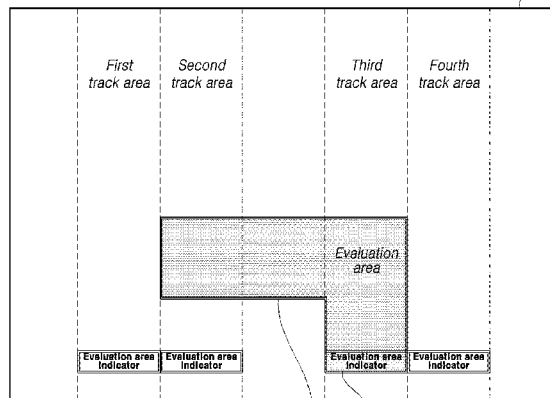 First
track area
Second
track area
Third
track area
Fourth
track area
Evaluation
area
Evaluation area
indicator
Evaluation area
indicator
Evaluation area
indicator
Evaluation area
indicator